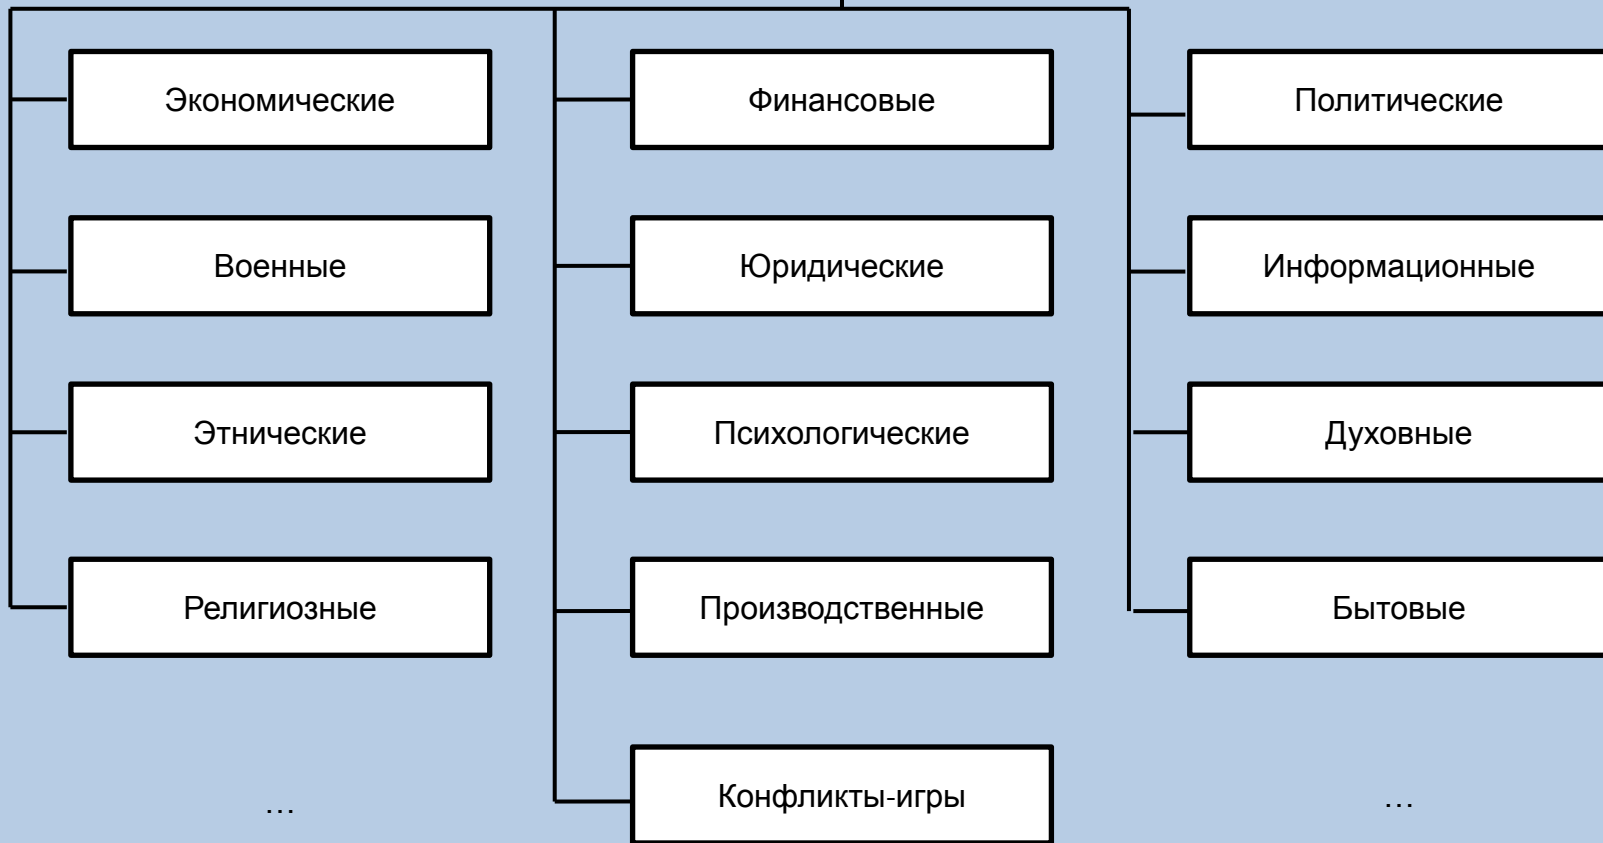 Экономические
Финансовые
Политические
Военные
Юридические
Информационные
Этнические
Психологические
Духовные
Религиозные
Производственные
Бытовые
...
Конфликты-игры
...